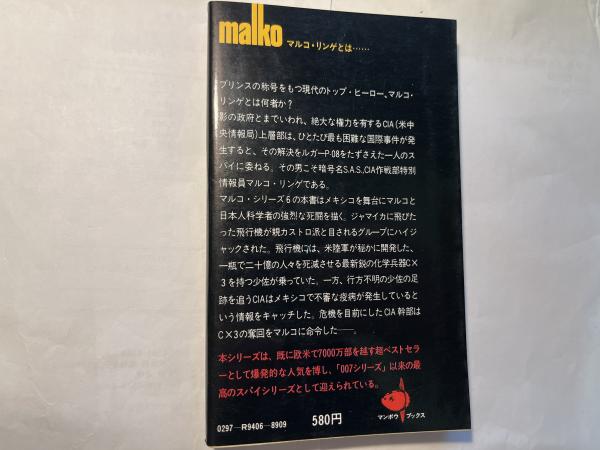 malko
マルコ・リンゲとは……
プリンスの称号をもつ現代のトップ・ヒーロー、マルコ・
リンゲとは何者か？
影の政府とまでいわれ、絶大な権力を有するCIA(米中
央情報局)上層部は、ひとたび最も困難な国際事件が発
生すると、その解決をルガーP-08をたずさえた一人のス
パイに委ねる。その男こそ暗号名S.A.S.,CIA作戦部特別
情報員マルコ・リンゲである。
マルコ・シリーズ6の本書はメキシコを舞台にマルコと
日本人科学者の強烈な死闘を描く。ジャマイカに飛びた
った飛行機が親カストロ派と目されるグループにハイジ
ャックされた。飛行機には、米陸軍が秘かに開発した、
一瓶で二十億の人々を死滅させる最新鋭の化学兵器C×
3を持つ少佐が乗っていた。一方、行方不明の少佐の足
跡を追うCIAはメキシコで不審な疫病が発生していると
いう情報をキャッチした。危機を目前にしたCIA幹部は
C×3の奪回をマルコに命令した——。
本シリーズは、既に欧米で7000万部を越す超ベストセラ
ーとして爆発的な人気を博し、「007シリーズ」以来の最
高のスパイシリーズとして迎えられている。
マンボウ ブックス
0297—R9406—8909
580円